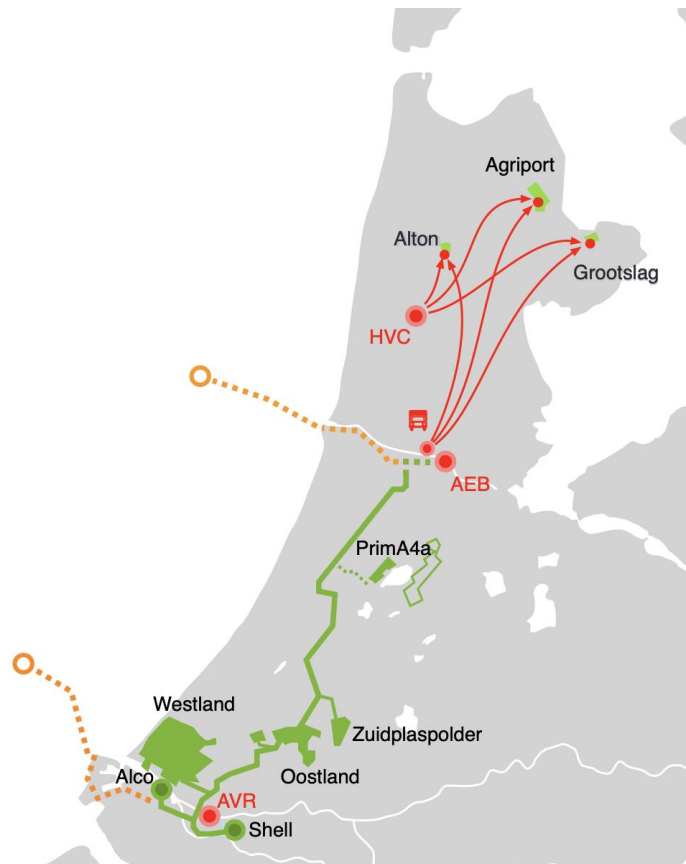 Agriport
Alton
Grootslag
HVC
AEB
PrimA4a
Westland
Zuidplaspolder
Oostland
Alco
AVR
Shell